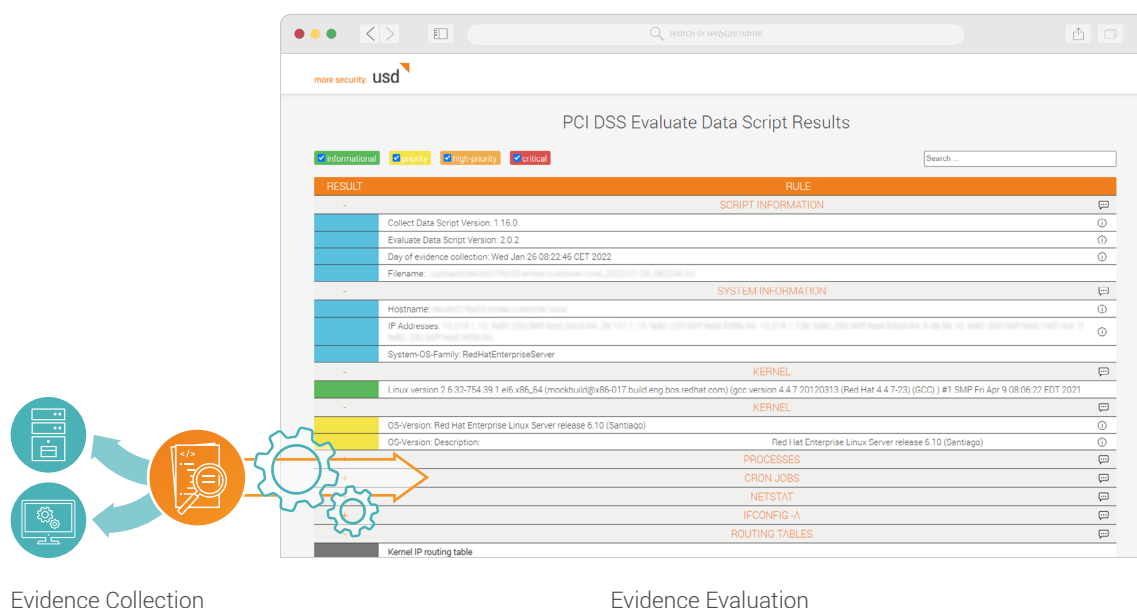 search or website name
more security. usd
PCI DSS Evaluate Data Script Results
informational priority high-priority critical
Search ...
RESULT RULE
- SCRIPT INFORMATION
Collect Data Script Version: 1.16.0
Evaluate Data Script Version: 2.0.2
Day of evidence collection: Wed Jan 26 08:22:46 CET 2022
Filename:
- SYSTEM INFORMATION
Hostname:
IP Addresses:
System-OS-Family: RedHatEnterpriseServer
- KERNEL
Linux version 2.6.32-754.39.1.el6.x86_64 (mockbuild@x86-017.build.eng.bos.redhat.com) (gcc version 4.4.7 20120313 (Red Hat 4.4.7-23) (GCC) ) #1 SMP Fri Apr 9 08:06:22 EDT 2021
- KERNEL
OS-Version: Red Hat Enterprise Linux Server release 6.10 (Santiago)
OS-Version: Description: Red Hat Enterprise Linux Server release 6.10 (Santiago)
+ PROCESSES
+ CRON JOBS
NETSTAT
IFCONFIG -A
ROUTING TABLES
Kernel IP routing table
</>
Evidence Collection
Evidence Evaluation